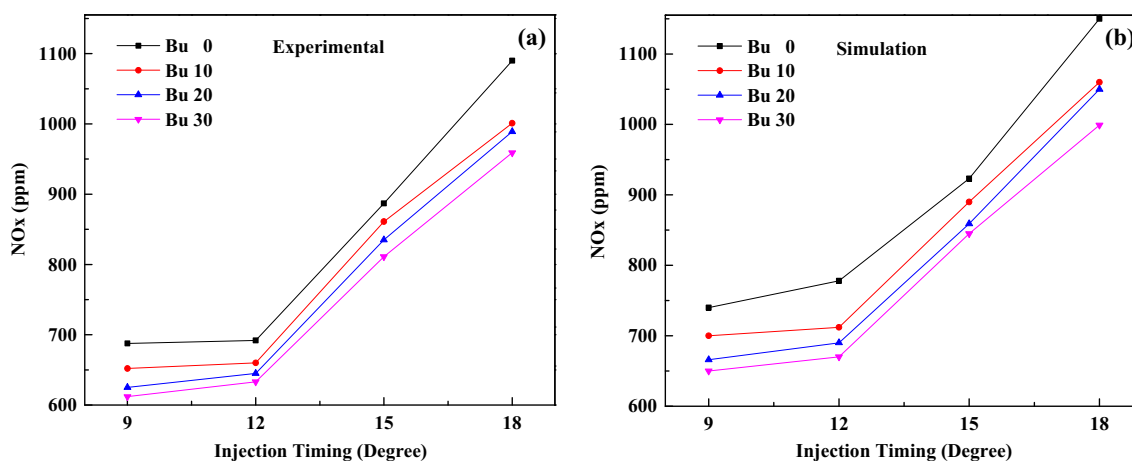 (a)
Experimental
Bu 0
Bu 10
Bu 20
Bu 30
NOx (ppm)
1100
1000
900
800
700
600
9 12 15 18
Injection Timing (Degree)
(b)
Simulation
Bu 0
Bu 10
Bu 20
Bu 30
NOx (ppm)
1100
1000
900
800
700
600
9 12 15 18
Injection Timing (Degree)